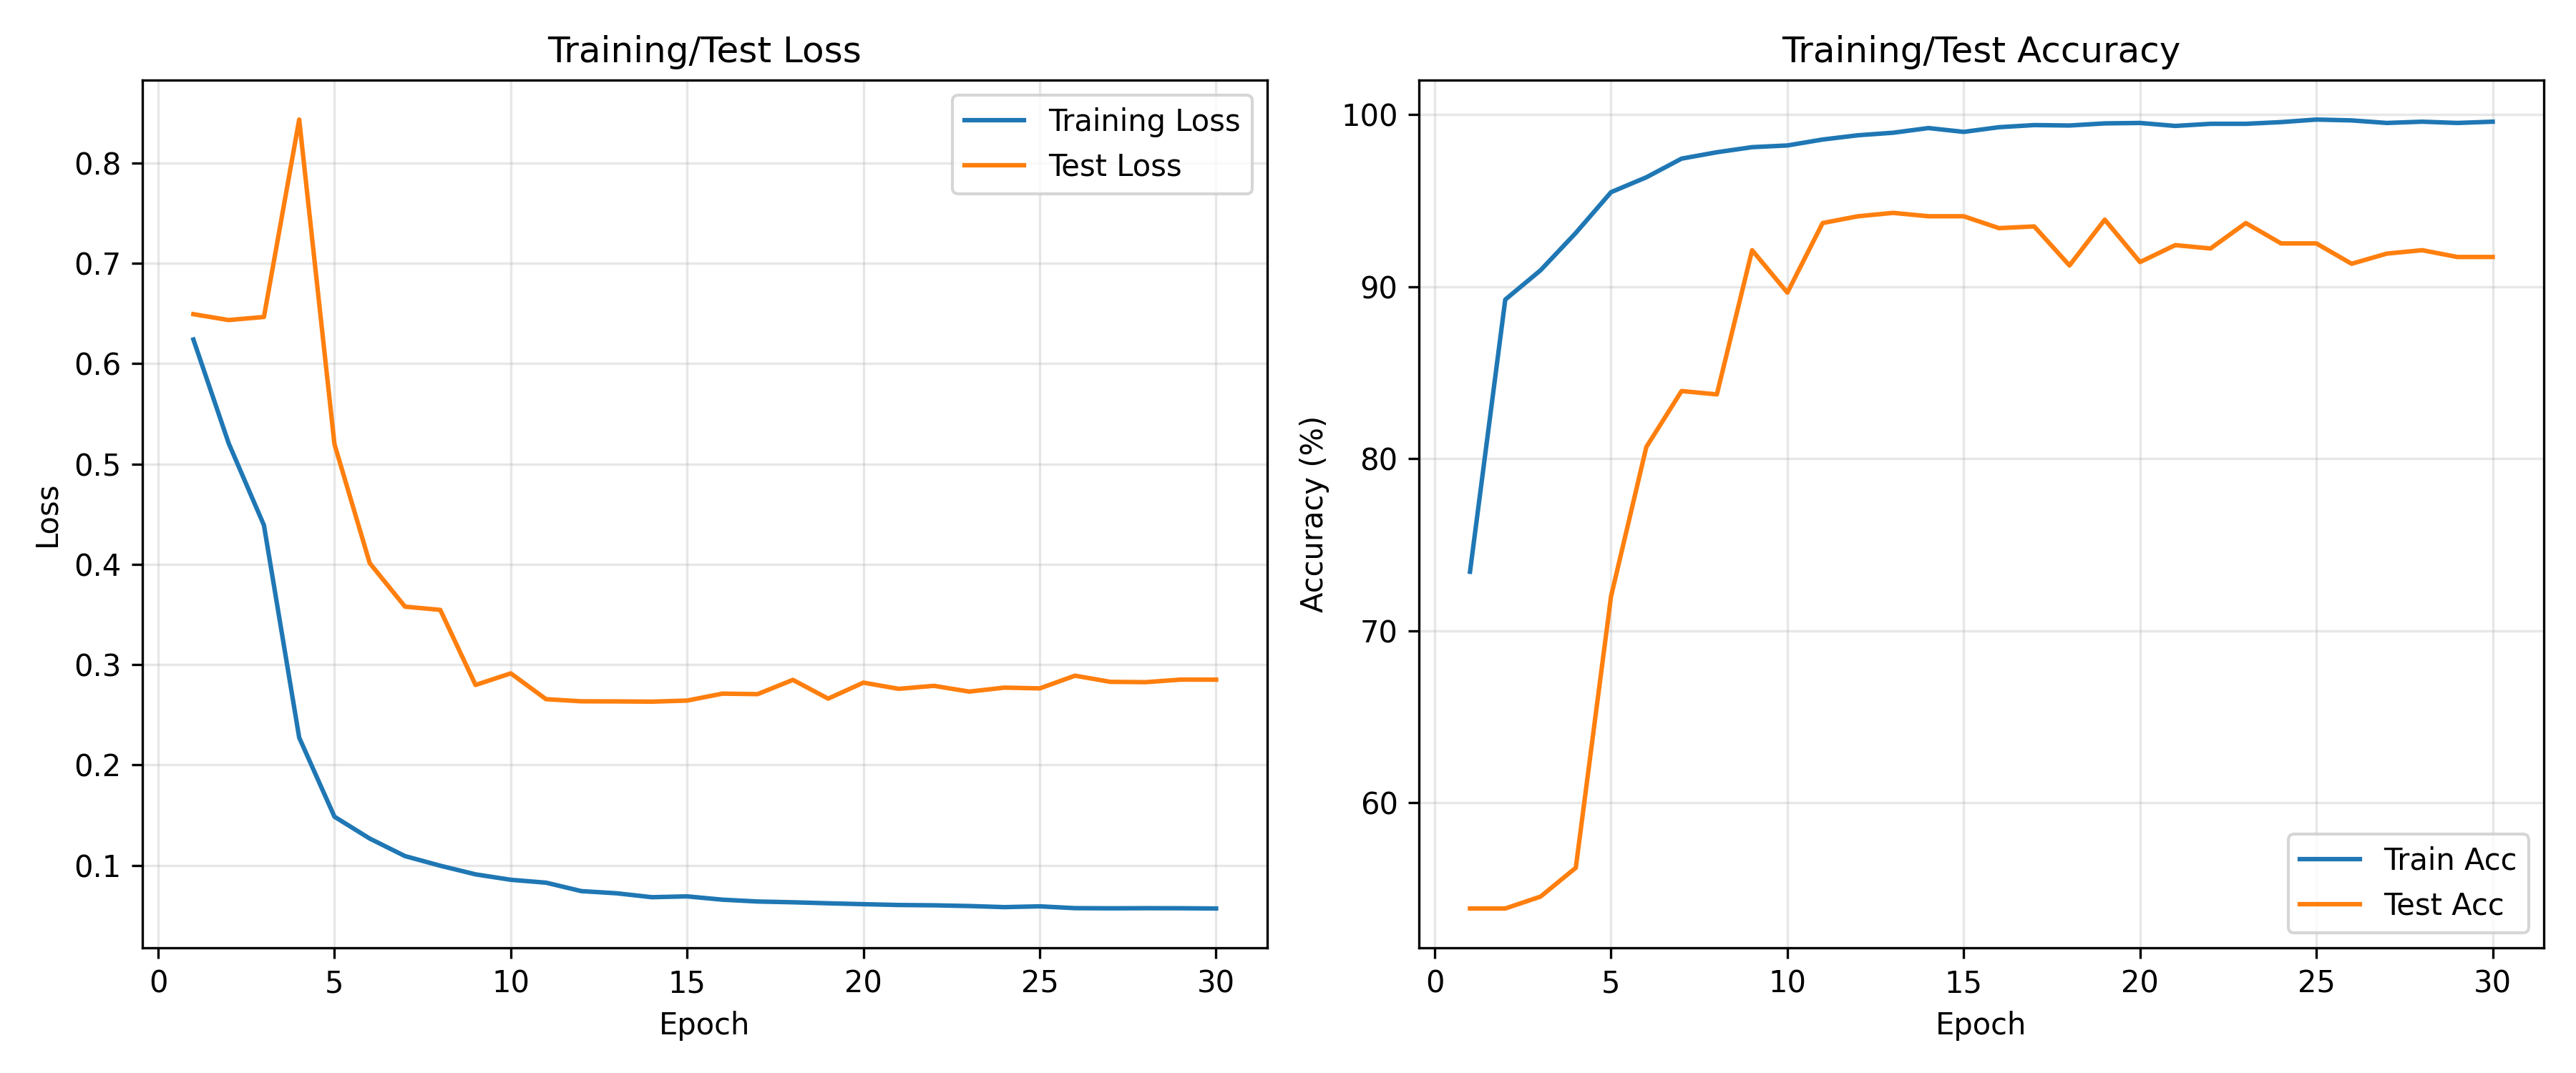 Training/Test Loss
Training Loss
Test Loss
0.8
0.7
0.6
0.5
0.4
0.3
0.2
0.1
Loss
0 5 10 15 20 25 30
Epoch
Training/Test Accuracy
100
90
80
70
60
Accuracy (%)
Train Acc
Test Acc
0 5 10 15 20 25 30
Epoch